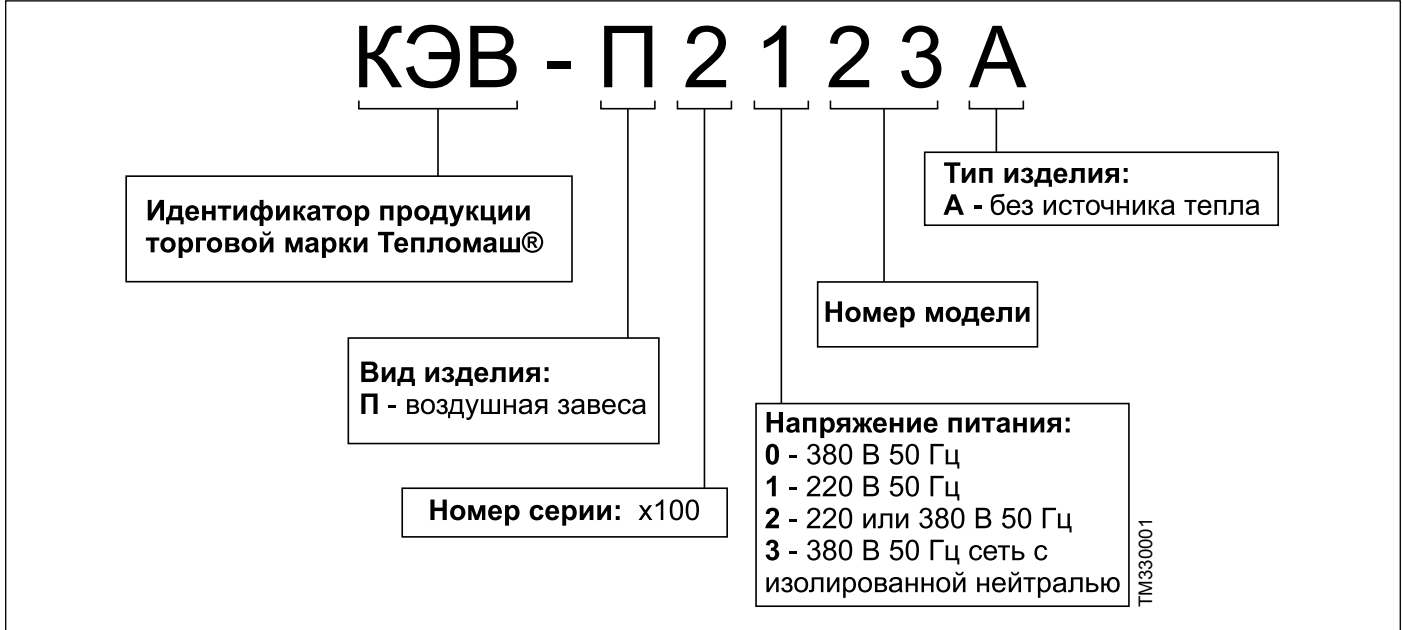 КЭВ - П 2 1 2 3 А
Тип изделия:
А - без источника тепла
Идентификатор продукции
торговой марки Тепломаш®
Номер модели
Вид изделия:
П - воздушная завеса
Напряжение питания:
0 - 380 В 50 Гц
1 - 220 В 50 Гц
2 - 220 или 380 В 50 Гц
3 - 380 В 50 Гц сеть с
изолированной нейтралью
Номер серии: х100
ТМ330001